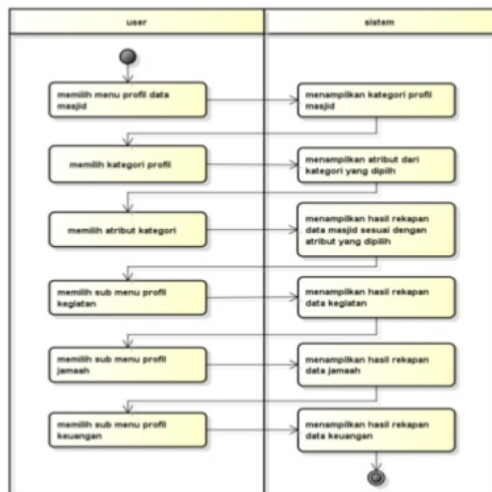 user
sistem
memilih menu profil data
masjid
menampilkan kategori profil
masjid
memilih kategori profil
menampilkan atribut dari
kategori yang dipilh
memilih atribut kategori
menampilkan hasil rekapan
data masjid sesuai dengan
atribut yang dipilih
memilih sub menu profil
kegiatan
menampilkan hasil rekapan
data kegiatan
memilih sub menu profil
jamaah
menampilkan hasil rekapan
data jamaah
memilih sub menu profil
keuangan
menampilkan hasil rekapan
data keuangan